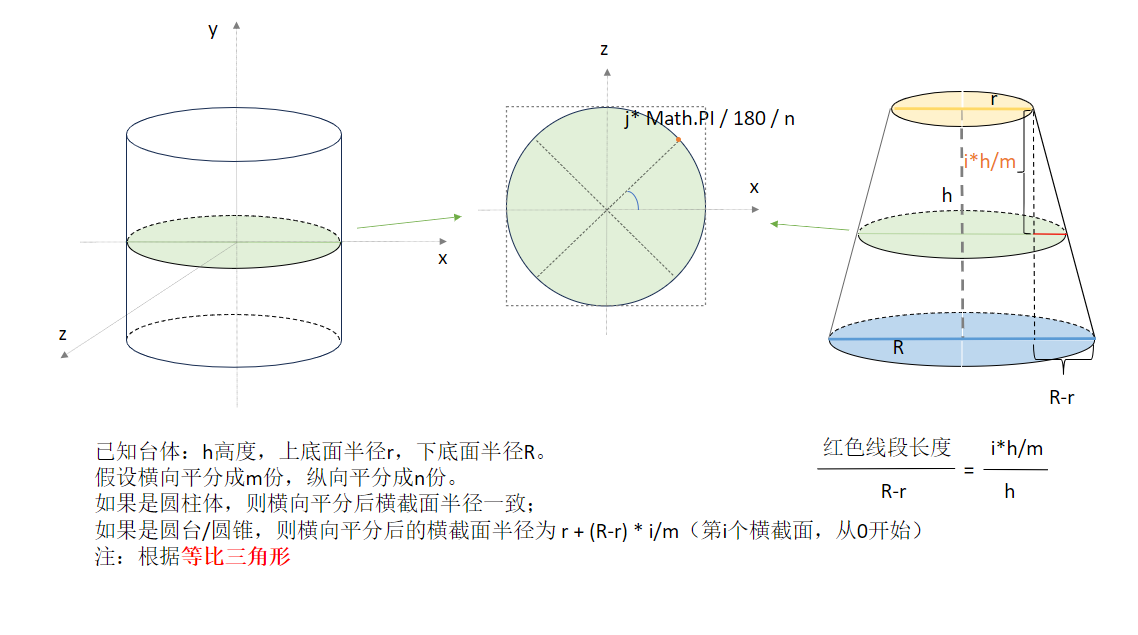 y
x
z
z
j* Math.PI / 180 / n
x
r
i*h/m
h
R
R-r
已知台体：h高度，上底面半径r，下底面半径R。
假设横向平分成m份，纵向平分成n份。
如果是圆柱体，则横向平分后横截面半径一致；
如果是圆台/圆锥，则横向平分后的横截面半径为 r + (R-r) * i/m（第i个横截面，从0开始）
注：根据等比三角形
红色线段长度
R-r
=
i*h/m
h